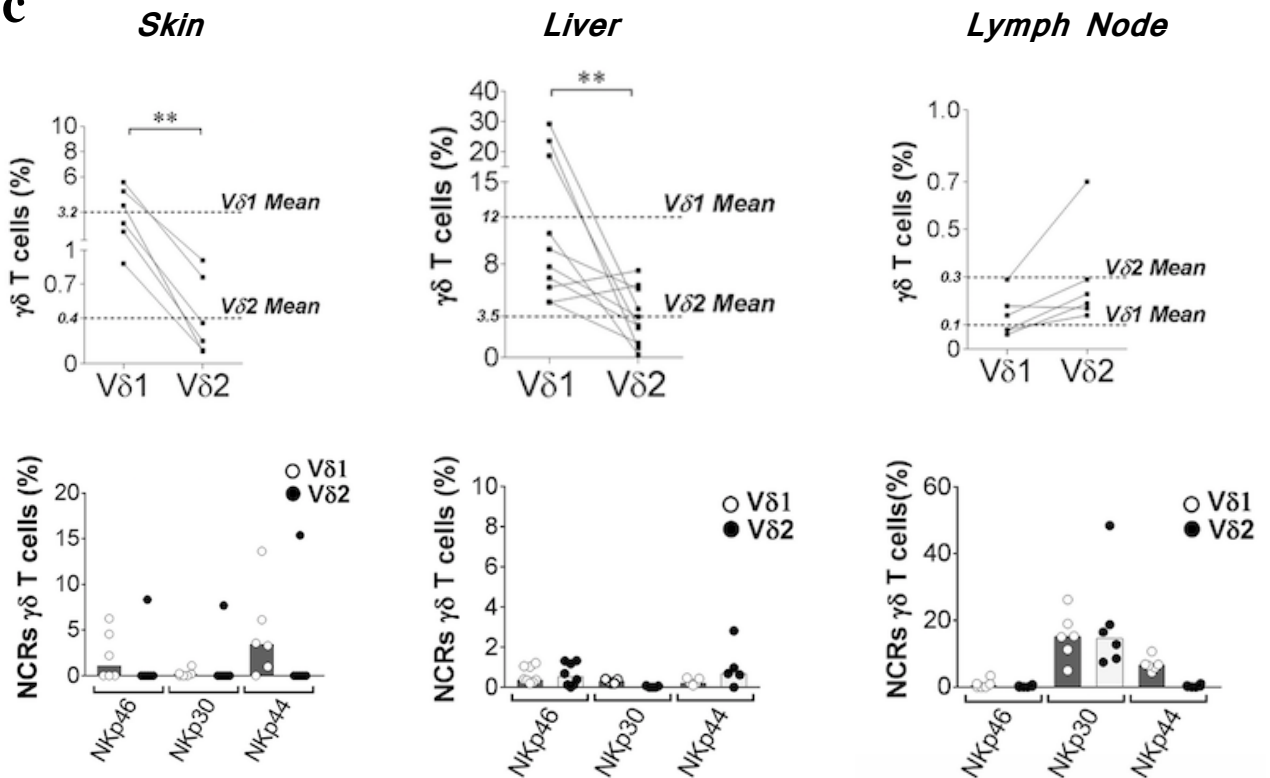 c
Skin
Liver
Lymph Node
γδ T cells (%)
10
8
6
3.2
1
0.7
0.4
0
**
Vδ1 Mean
Vδ2 Mean
Vδ1
Vδ2
γδ T cells (%)
40
30
20
15
12
8
3.5
0
**
Vδ1 Mean
Vδ2 Mean
Vδ1
Vδ2
γδ T cells (%)
1.0
0.7
0.5
0.3
0.1
0
Vδ2 Mean
Vδ1 Mean
Vδ1
Vδ2
NCRs γδ T cells (%)
20
15
10
5
0
Vδ1
Vδ2
NKp46
NKp30
NKp44
NCRs γδ T cells (%)
10
8
6
4
2
0
Vδ1
Vδ2
NKp46
NKp30
NKp44
NCRs γδ T cells(%)
60
40
20
0
Vδ1
Vδ2
NKp46
NKp30
NKp44